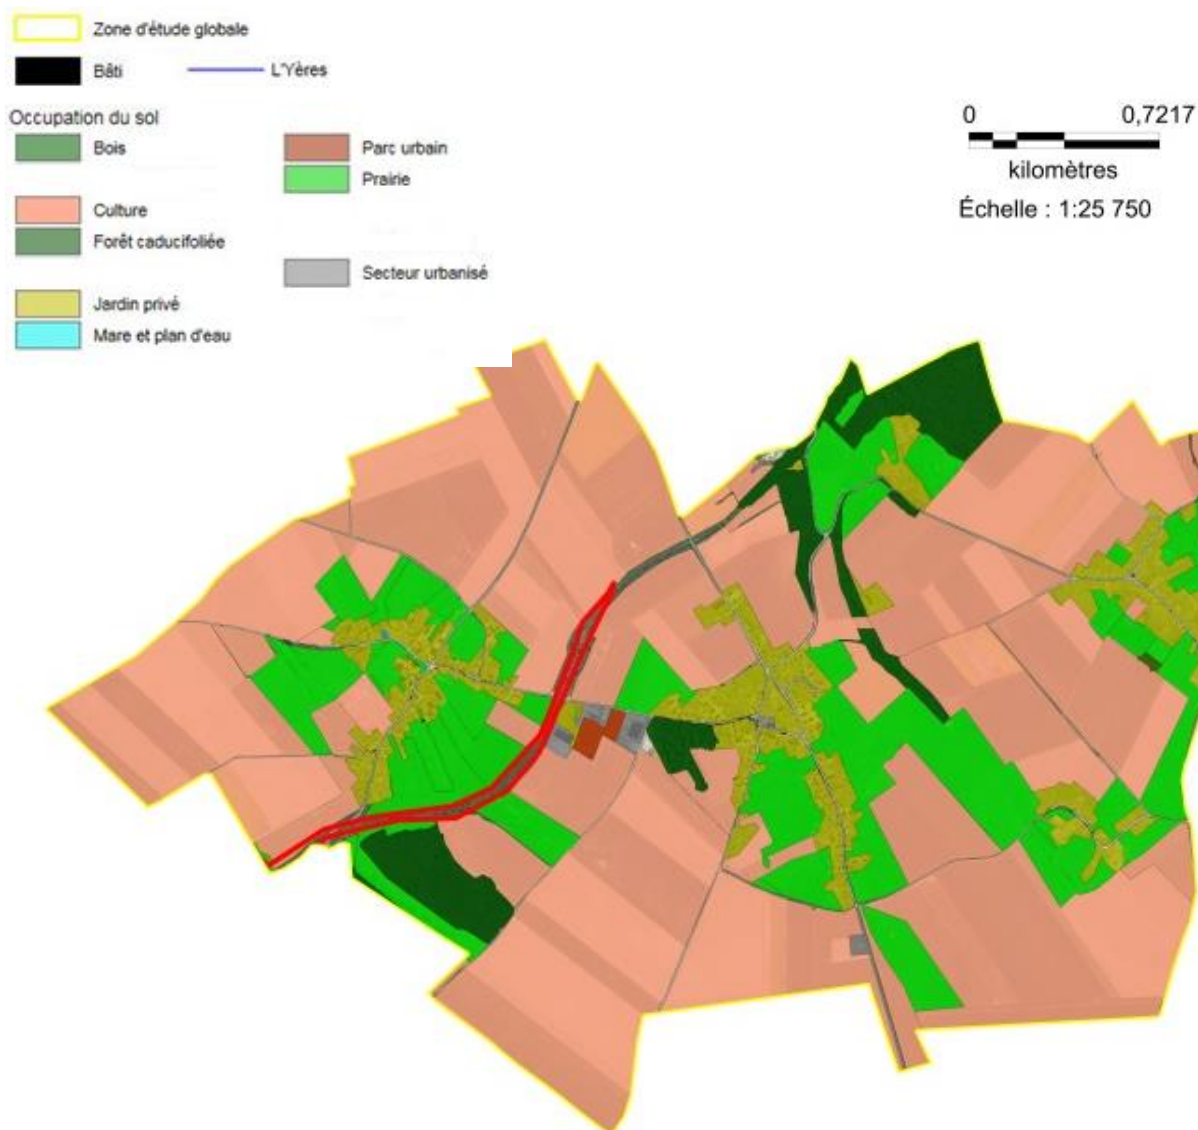 Zone d'étude globale
Bâti
L'Yères
Occupation du sol
Bois
Parc urbain
Prairie
Culture
Forêt caducifoliée
Secteur urbanisé
Jardin privé
Mare et plan d'eau
0 0,7217
kilomètres
Échelle : 1:25 750